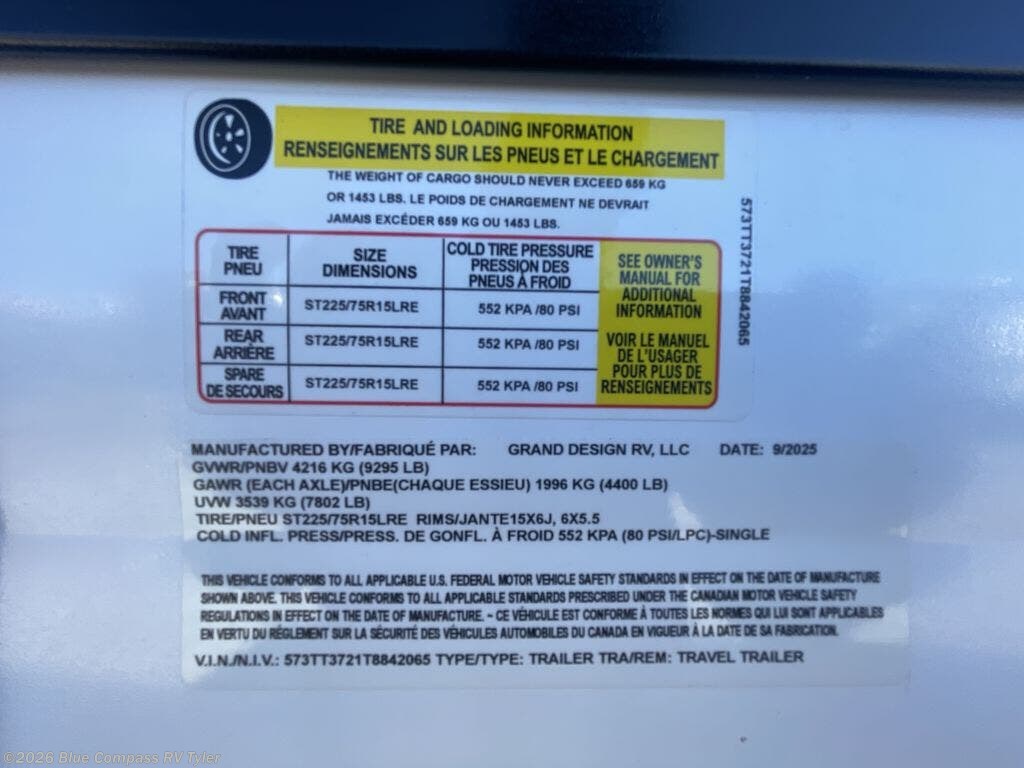 TIRE AND LOADING INFORMATION
RENSEIGNEMENTS SUR LES PNEUS ET LE CHARGEMENT
THE WEIGHT OF CARGO SHOULD NEVER EXCEED 659 KG
OR 1453 LBS. LE POIDS DE CHARGEMENT NE DEVRAIT
JAMAIS EXCÉDER 659 KG OU 1453 LBS.
TIRE
PNEU
SIZE
DIMENSIONS
COLD TIRE PRESSURE
PRESSION DES
PNEUS À FROID
FRONT
AVANT
ST225/75R15LRE
552 KPA /80 PSI
REAR
ARRIÈRE
ST225/75R15LRE
552 KPA /80 PSI
SPARE
DE SECOURS
ST225/75R15LRE
552 KPA /80 PSI
SEE OWNER'S
MANUAL FOR
ADDITIONAL
INFORMATION
VOIR LE MANUEL
DE L'USAGER
POUR PLUS DE
RENSEIGNEMENTS
573TT3721T8842065
MANUFACTURED BY/FABRIQUÉ PAR: GRAND DESIGN RV, LLC DATE: 9/2025
GVWR/PNBV 4216 KG (9295 LB)
GAWR (EACH AXLE)/PNBE(CHAQUE ESSIEU) 1996 KG (4400 LB)
UVW 3539 KG (7802 LB)
TIRE/PNEU ST225/75R15LRE RIMS/JANTE15X6J, 6X5.5
COLD INFL. PRESS/PRESS. DE GONFL. À FROID 552 KPA (80 PSI/LPC)-SINGLE
THIS VEHICLE CONFORMS TO ALL APPLICABLE U.S. FEDERAL MOTOR VEHICLE SAFETY STANDARDS IN EFFECT ON THE DATE OF MANUFACTURE
SHOWN ABOVE. THIS VEHICLE CONFORMS TO ALL APPLICABLE STANDARDS PRESCRIBED UNDER THE CANADIAN MOTOR VEHICLE SAFETY
REGULATIONS IN EFFECT ON THE DATE OF MANUFACTURE. - CE VÉHICULE EST CONFORME À TOUTES LES NORMES QUI LUI SONT APPLICABLES
EN VERTU DU RÉGLEMENT SUR LA SÉCURITÉ DES VÉHICULES AUTOMOBILES DU CANADA EN VIGUEUR À LA DATE DE SA FABRICATION.
V.I.N./N.I.V.: 573TT3721T8842065 TYPE/TYPE: TRAILER TRA/REM: TRAVEL TRAILER
©2026 Blue Compass RV Tyler